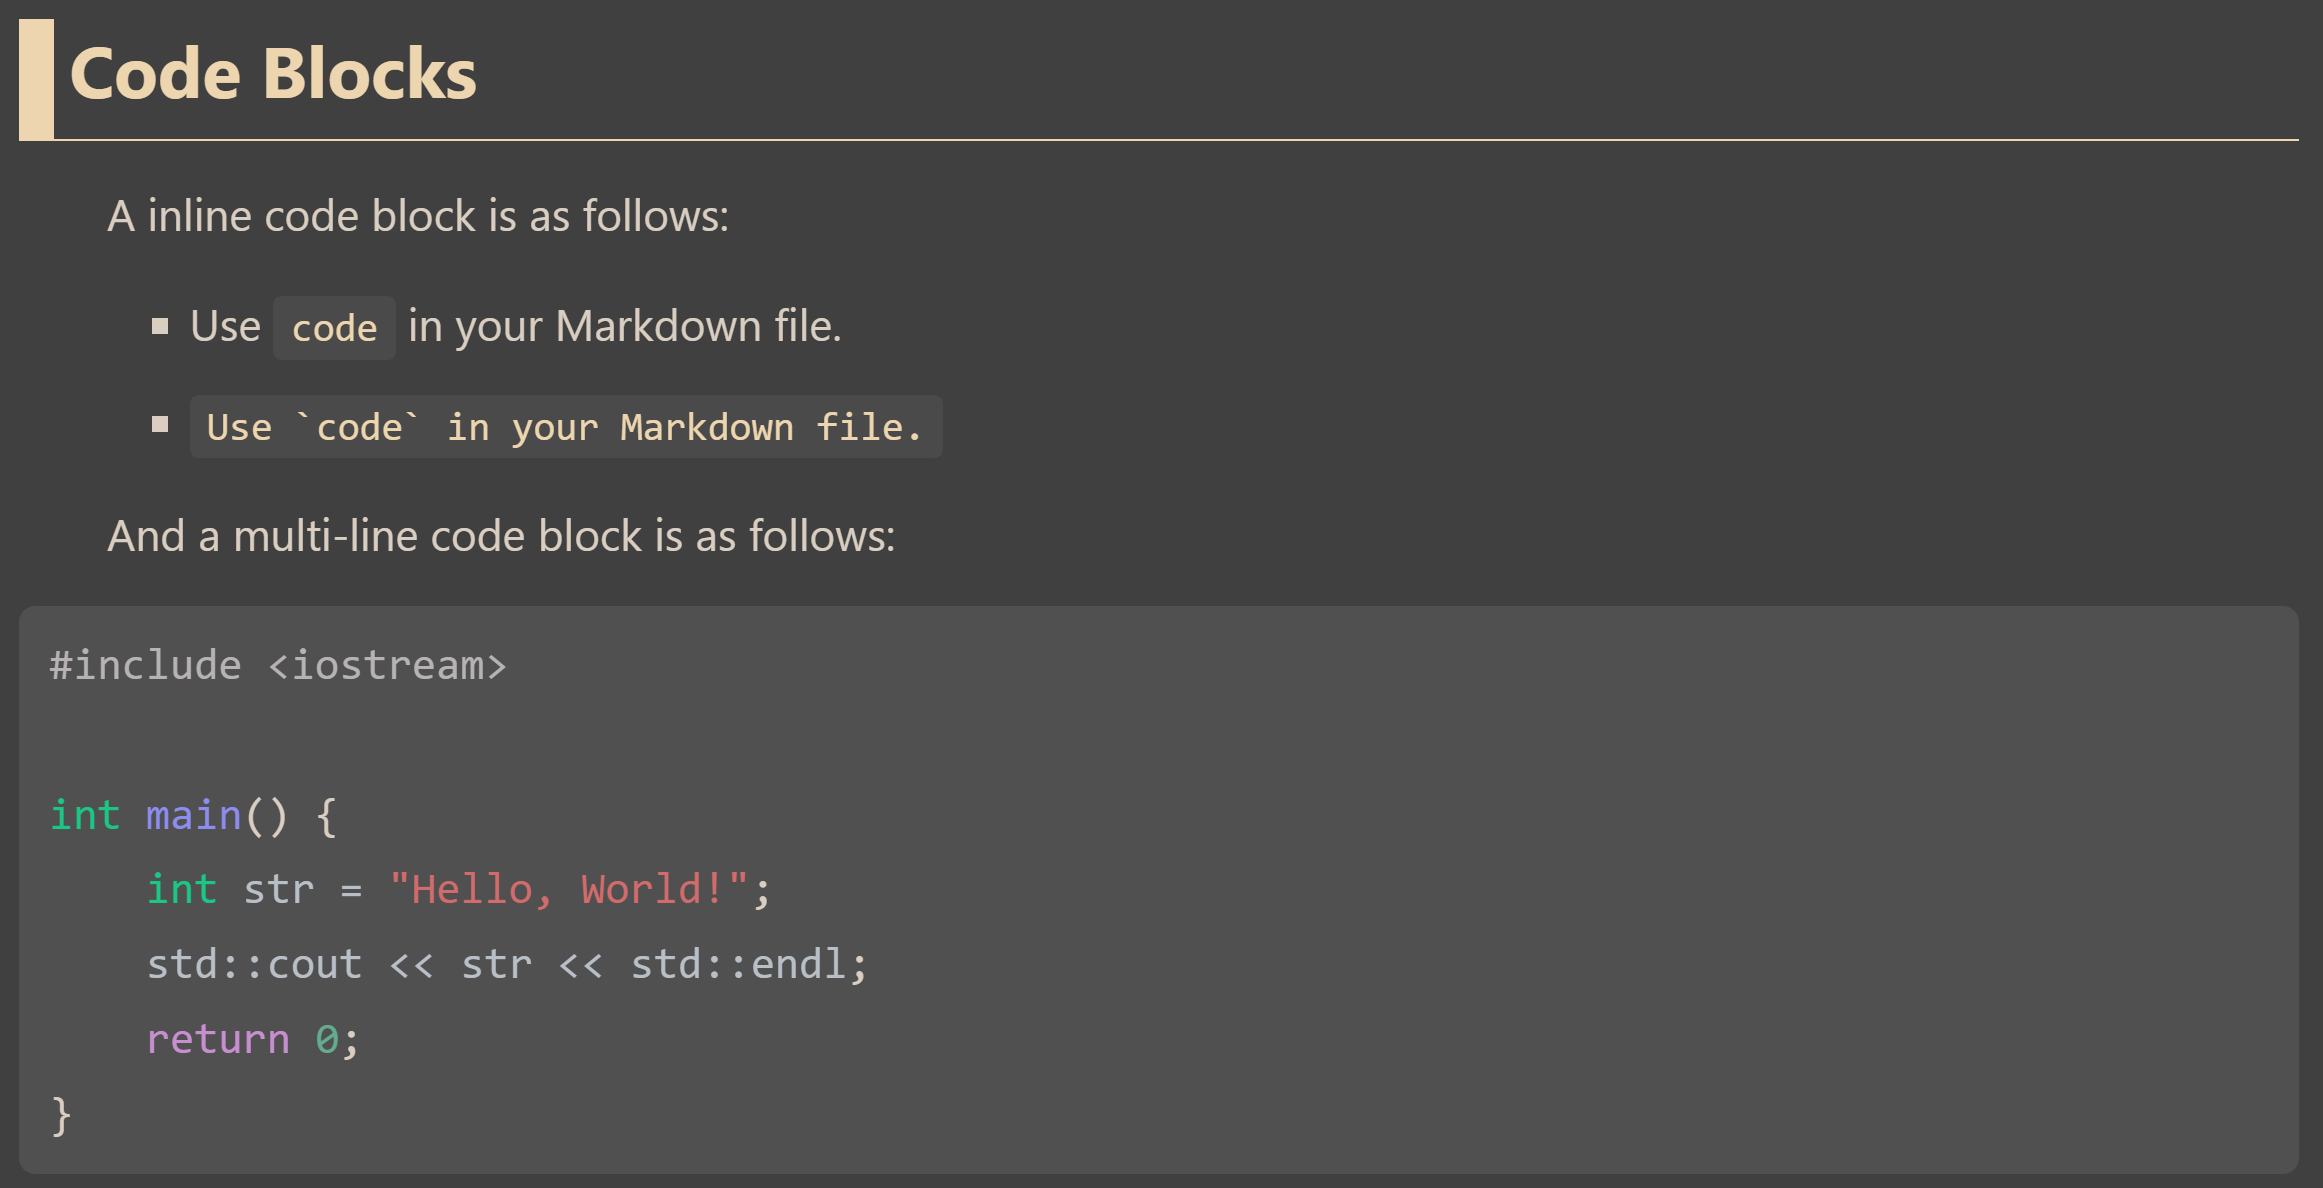 Code Blocks
A inline code block is as follows:
Use code in your Markdown file.
Use `code` in your Markdown file.
And a multi-line code block is as follows:
#include <iostream>
int main() {
    int str = "Hello, World!";
    std::cout << str << std::endl;
    return 0;
}